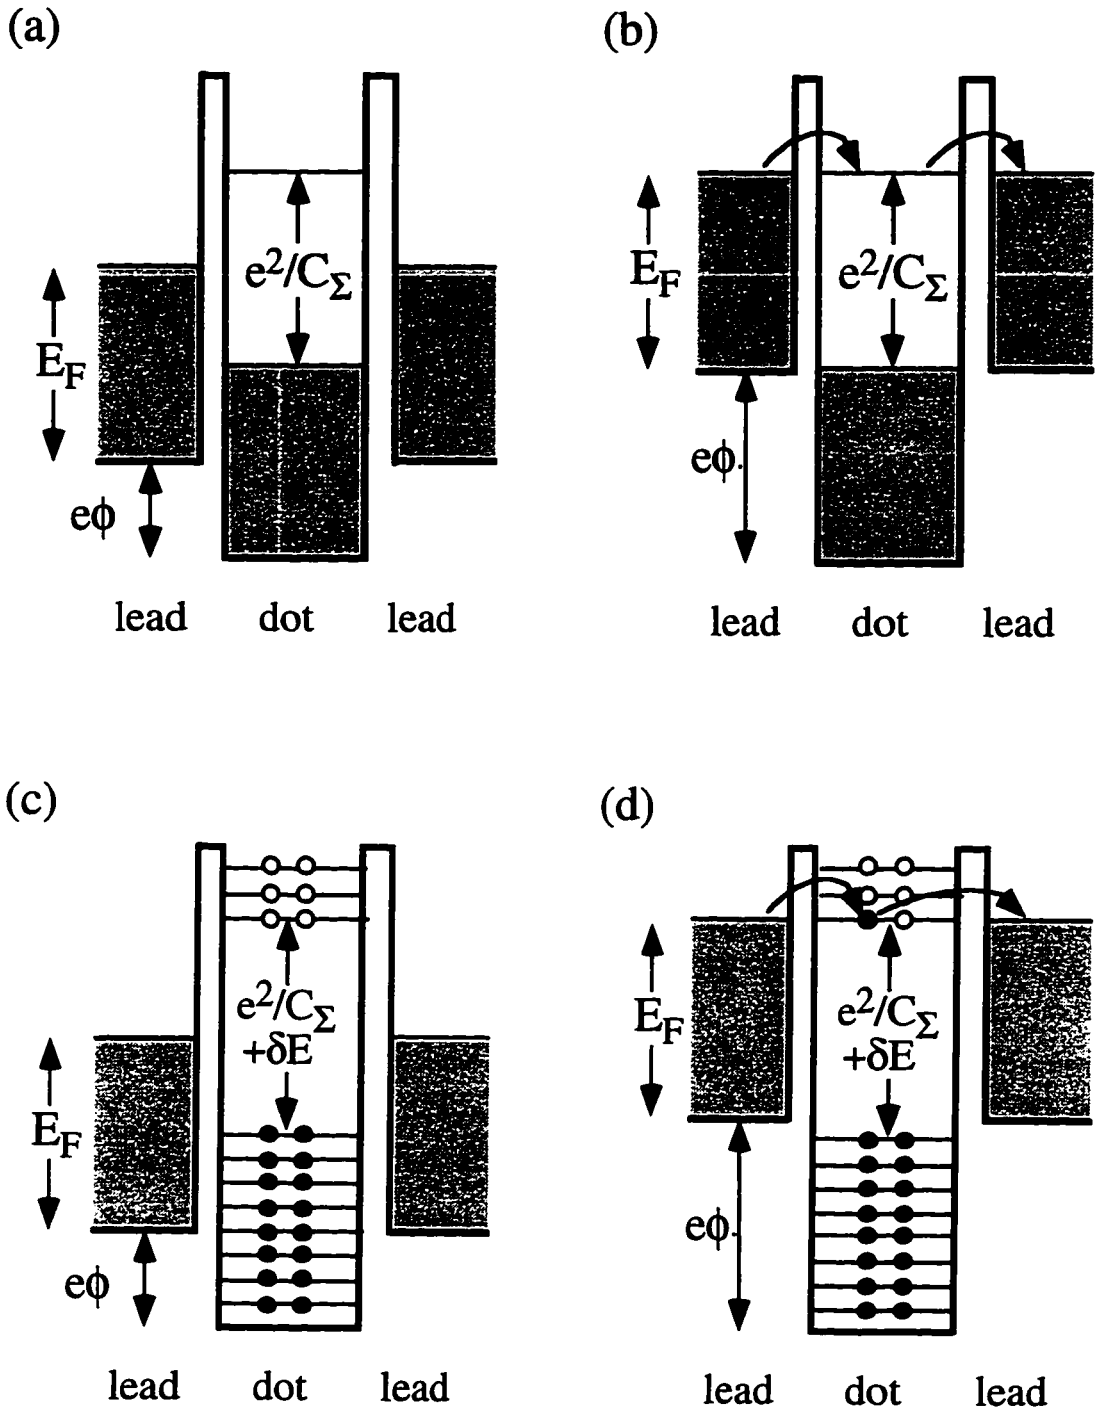 (a)
(b)
e²/C_Σ
E_F
eϕ
lead dot lead
e²/C_Σ
E_F
eϕ.
lead dot lead
(c)
(d)
e²/C_Σ
+δE
E_F
eϕ
lead dot lead
e²/C_Σ
+δE
E_F
eϕ.
lead dot lead